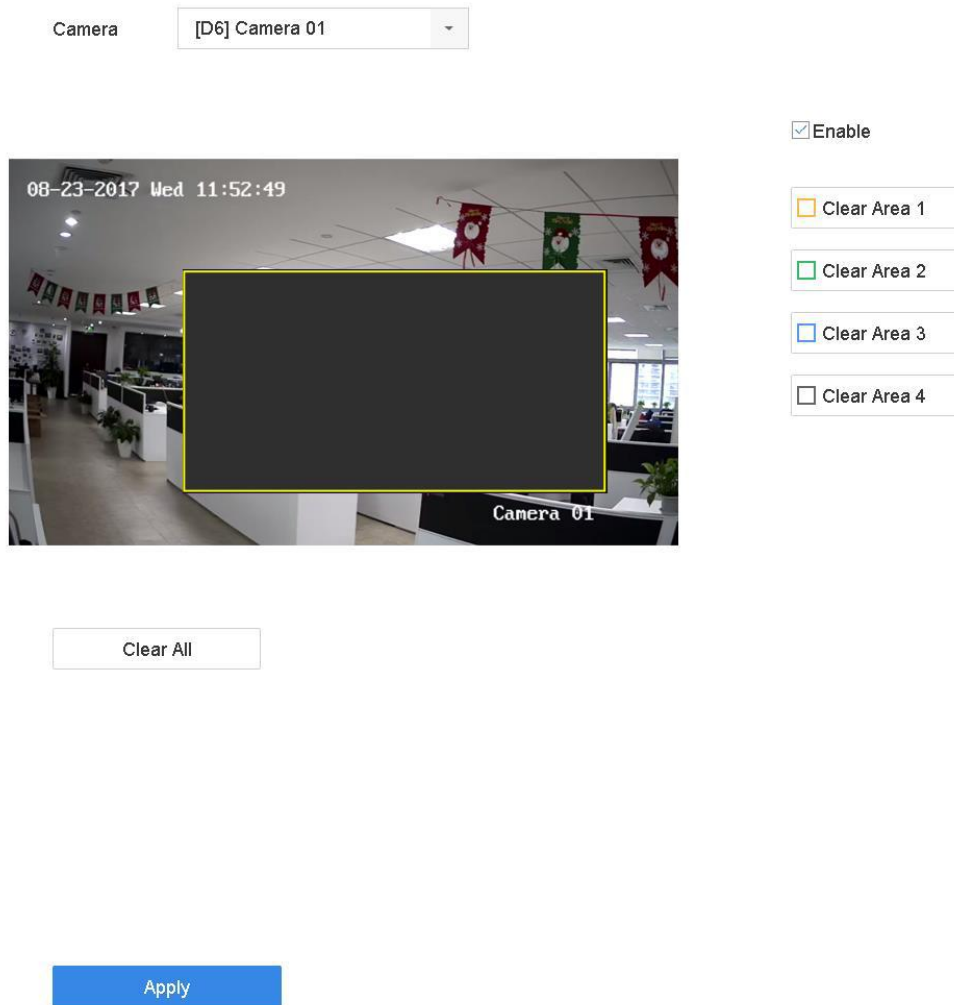 Camera [D6] Camera 01
Enable
08-23-2017 Wed 11:52:49
Clear Area 1
Clear Area 2
Clear Area 3
Clear Area 4
Camera 01
Clear All
Apply